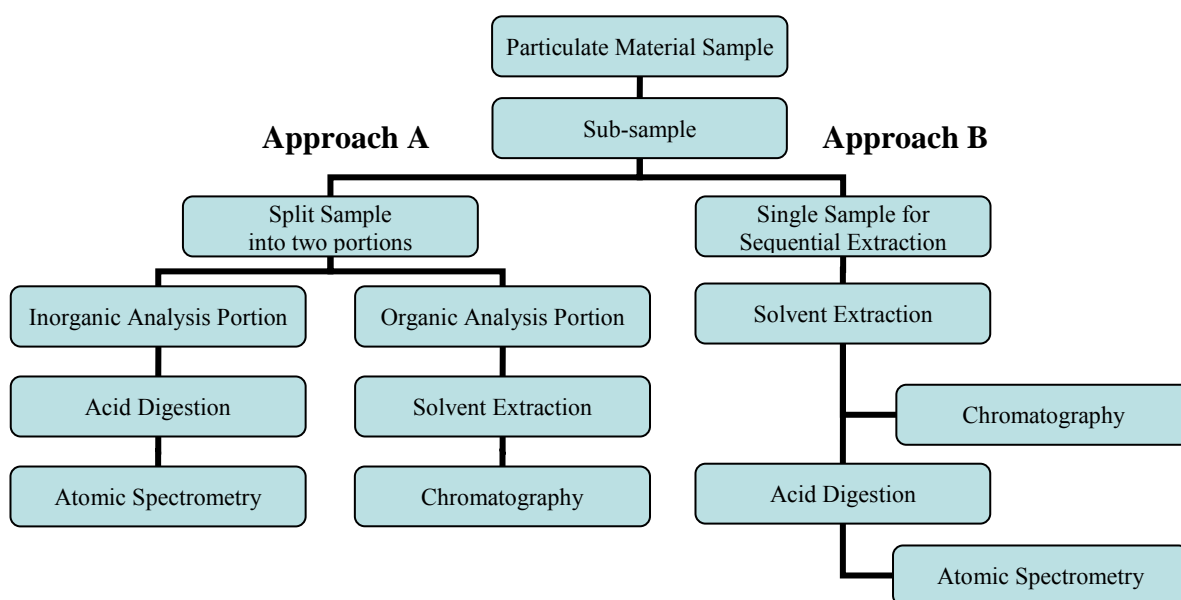 Particulate Material Sample
Sub-sample
Approach A
Approach B
Split Sample
into two portions
Single Sample for
Sequential Extraction
Inorganic Analysis Portion
Organic Analysis Portion
Solvent Extraction
Acid Digestion
Solvent Extraction
Chromatography
Atomic Spectrometry
Chromatography
Acid Digestion
Atomic Spectrometry